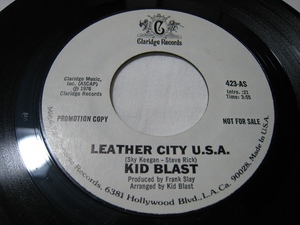 Claridge Records
Claridge Music,
Inc. (ASCAP)
Ⓟ 1976
Claridge Records
423-AS
Intro. :21
Time: 3:05
PROMOTION COPY
NOT FOR SALE
LEATHER CITY U.S.A.
(Sky Keegan - Steve Rich)
KID BLAST
Produced by Frank Slay
Arranged by Kid Blast
Records, 6381 Hollywood Blvd., L.A., CA. 90028. Made in U.S.A.